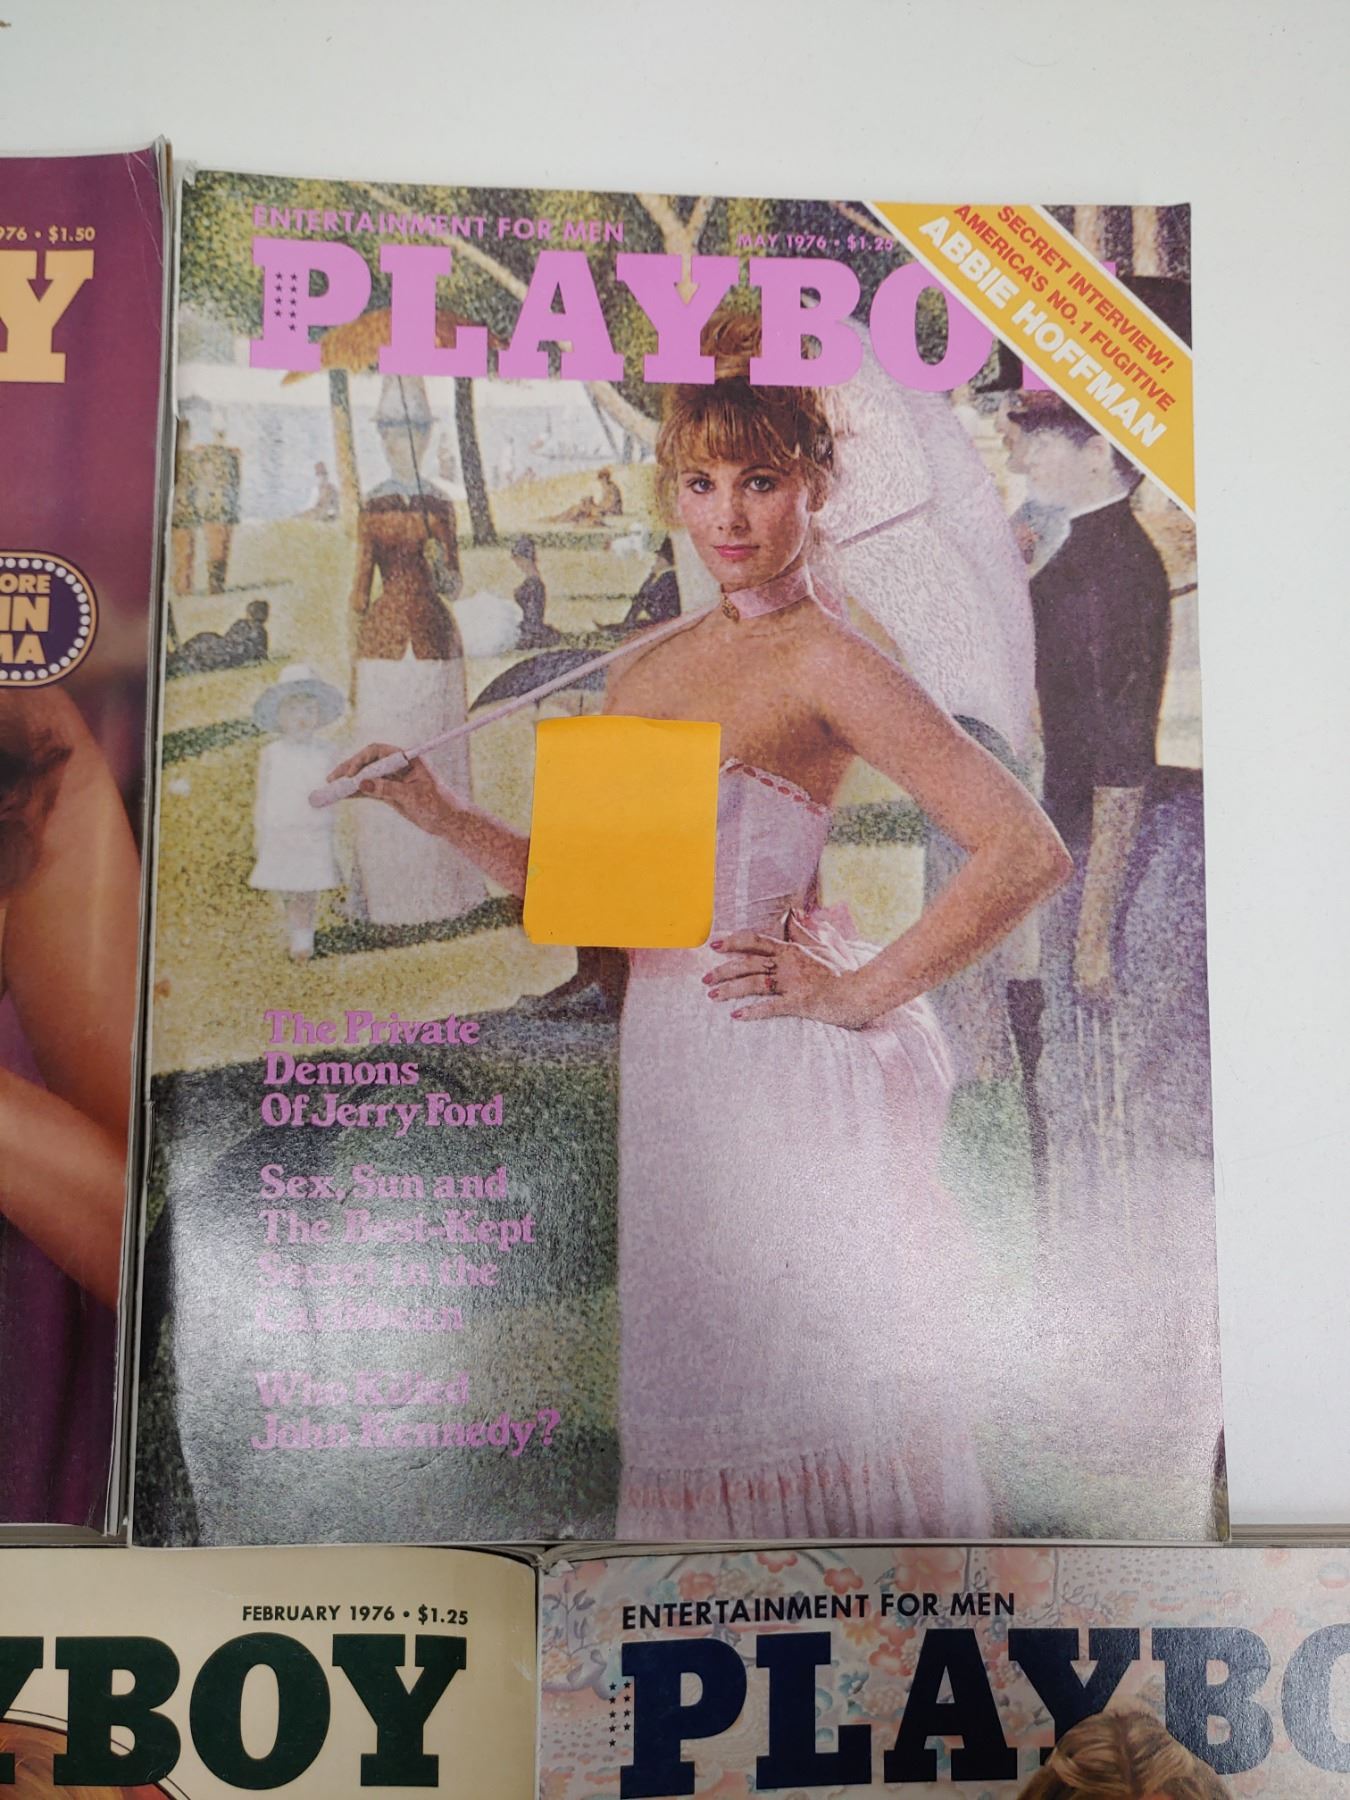 976 • $1.50
Y
ORE
IN
MA
ENTERTAINMENT FOR MEN
MAY 1976 • $1.25
PLAYBO
SECRET INTERVIEW!
AMERICA'S NO. 1 FUGITIVE
ABBIE HOFFMAN
The Private
Demons
Of Jerry Ford
Sex, Sun and
The Best-Kept
Secret in the
Caribbean
Who Killed
John Kennedy?
FEBRUARY 1976 • $1.25
YBOY
ENTERTAINMENT FOR MEN
PLAYBO